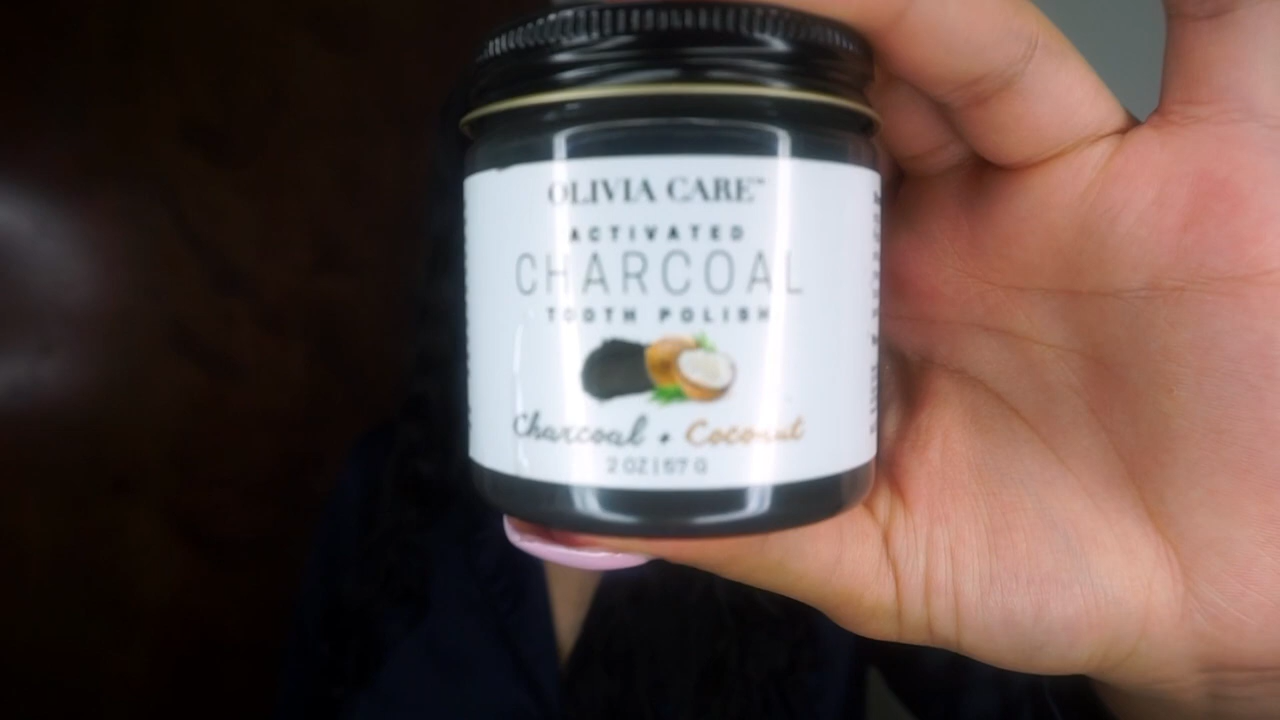 OLIVIA CARE™
ACTIVATED
CHARCOAL
TOOTH POLISH
Charcoal + Coconut
2 OZ | 57 G